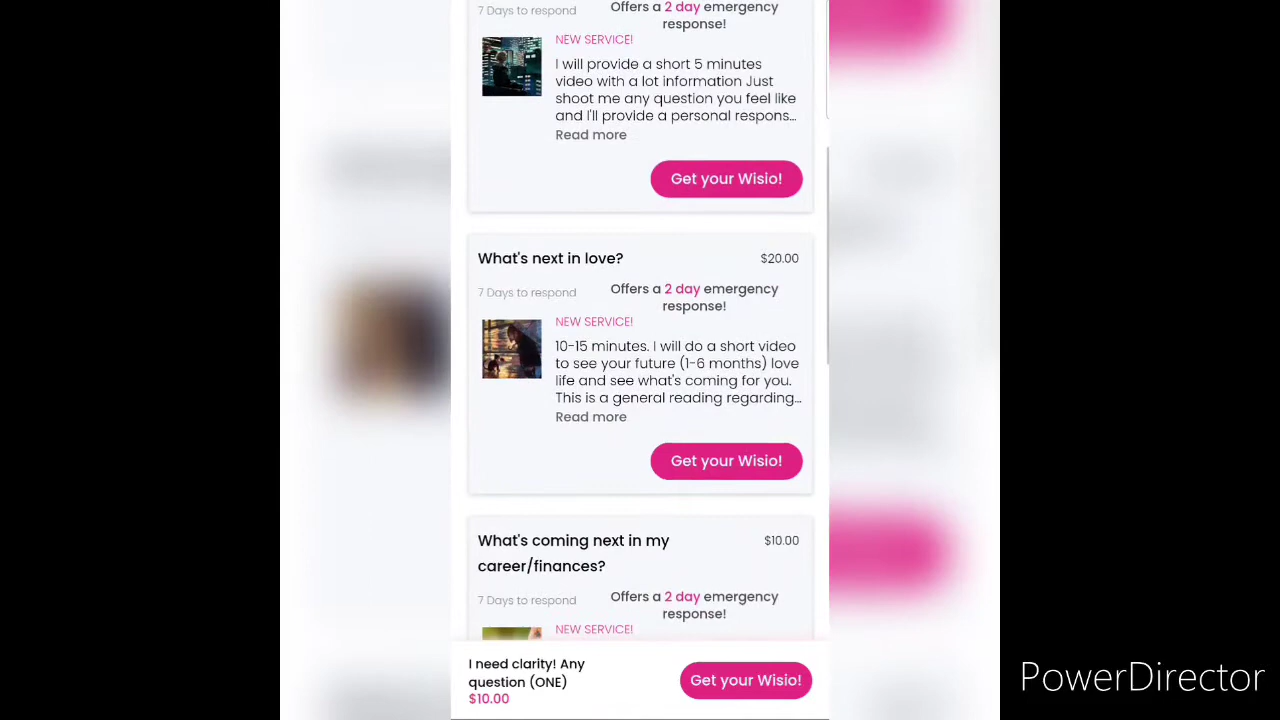 7 Days to respond
Offers a 2 day emergency
response!
NEW SERVICE!
I will provide a short 5 minutes
video with a lot information Just
shoot me any question you feel like
and I'll provide a personal respons...
Read more
Get your Wisio!
What's next in love?
$20.00
7 Days to respond
Offers a 2 day emergency
response!
NEW SERVICE!
10-15 minutes. I will do a short video
to see your future (1-6 months) love
life and see what's coming for you.
This is a general reading regarding...
Read more
Get your Wisio!
What's coming next in my
career/finances?
$10.00
7 Days to respond
Offers a 2 day emergency
response!
NEW SERVICE!
I need clarity! Any
question (ONE)
$10.00
Get your Wisio!
PowerDirector